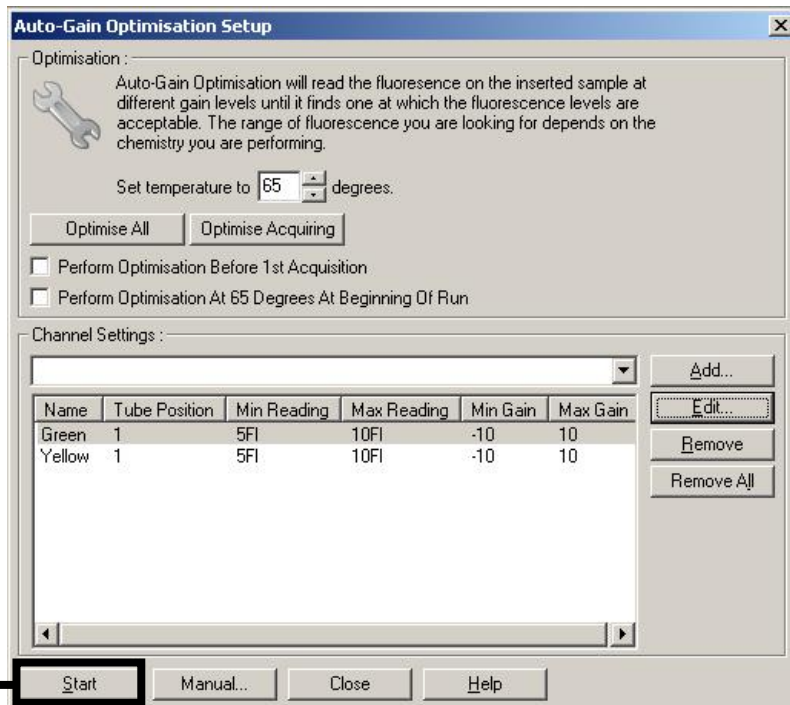 Auto-Gain Optimisation Setup
Optimisation :
Auto-Gain Optimisation will read the fluoresence on the inserted sample at
different gain levels until it finds one at which the fluorescence levels are
acceptable. The range of fluorescence you are looking for depends on the
chemistry you are performing.
Set temperature to 65 degrees.
Optimise All Optimise Acquiring
Perform Optimisation Before 1st Acquisition
Perform Optimisation At 65 Degrees At Beginning Of Run
Channel Settings :
Add...
Name Tube Position Min Reading Max Reading Min Gain Max Gain
Edit...
Green 1 5Fl 10Fl -10 10
Yellow 1 5Fl 10Fl -10 10
Remove
Remove All
Start Manual... Close Help